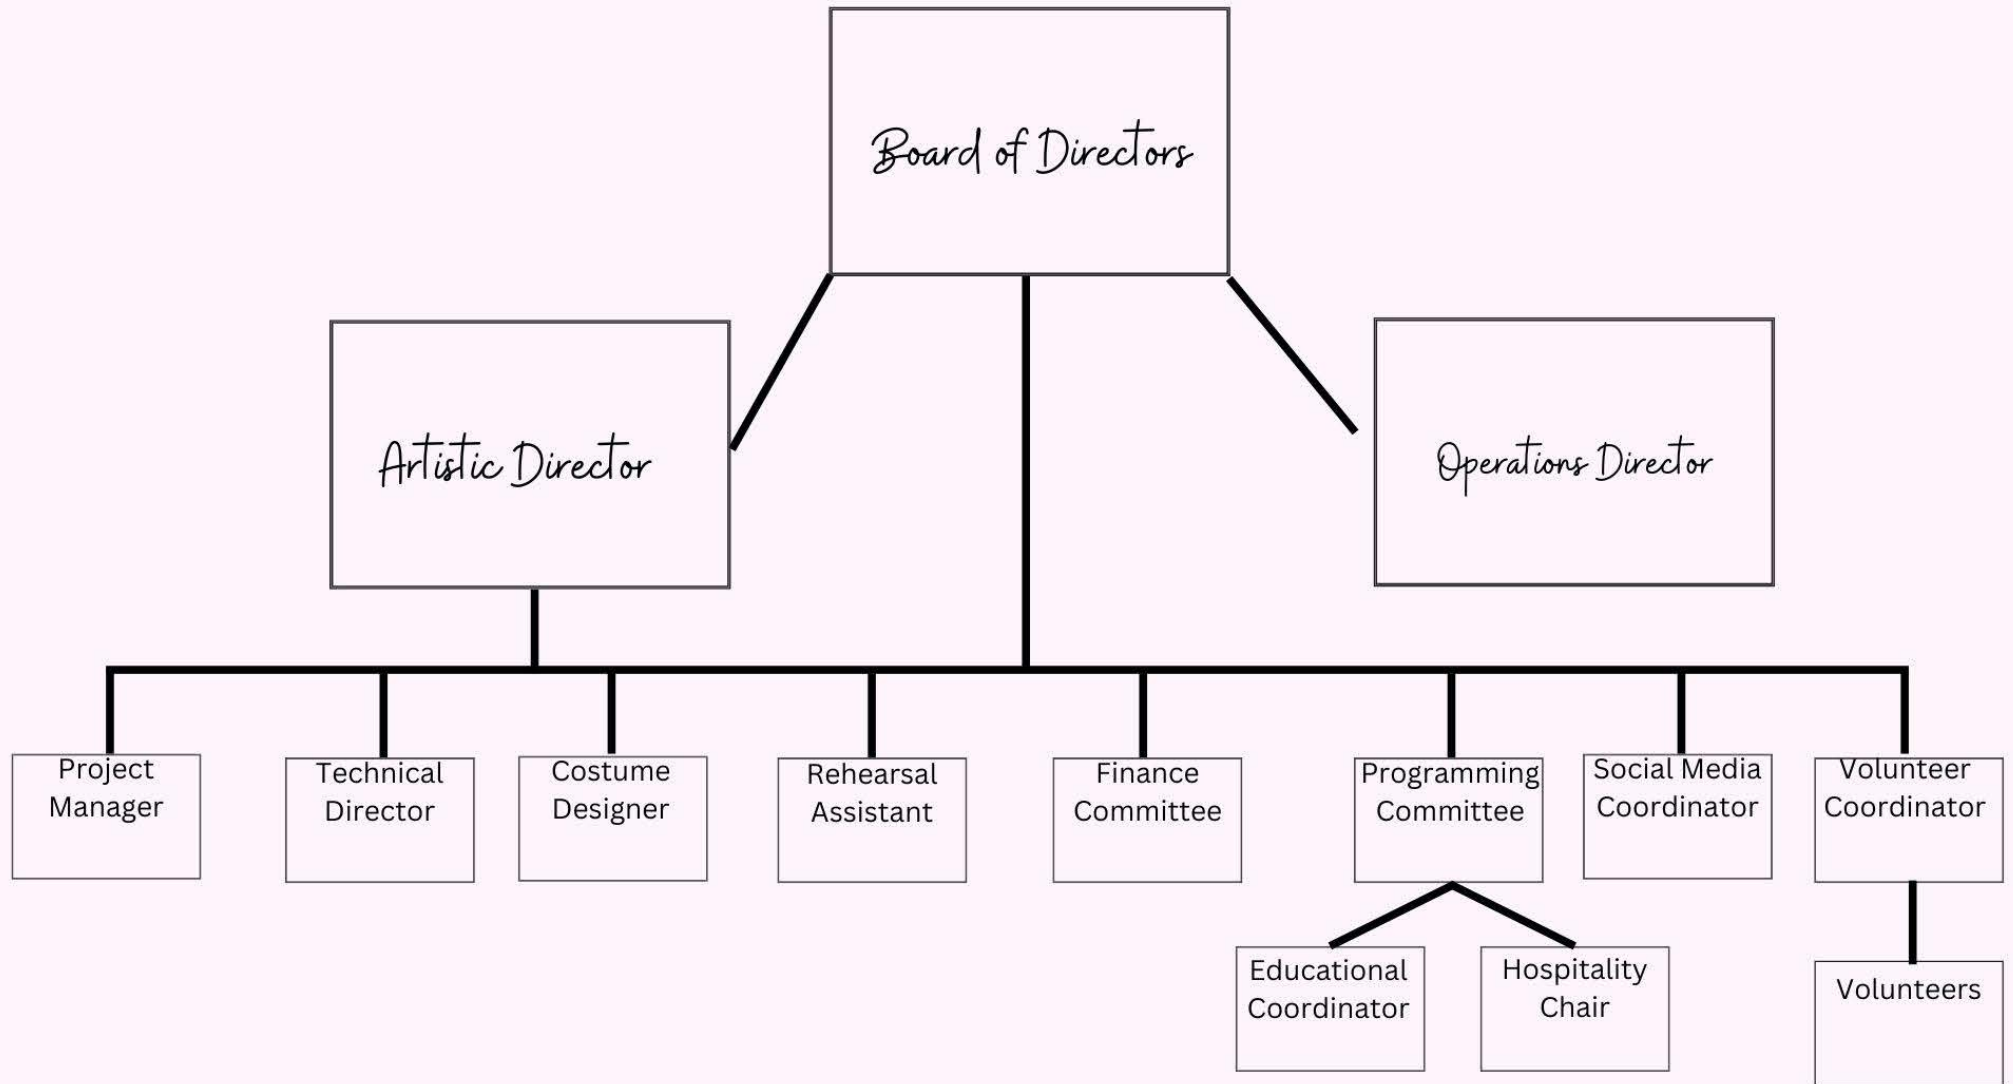 Board of Directors
Artistic Director
Operations Director
Project
Manager
Technical
Director
Costume
Designer
Rehearsal
Assistant
Finance
Committee
Programming
Committee
Social Media
Coordinator
Volunteer
Coordinator
Educational
Coordinator
Hospitality
Chair
Volunteers